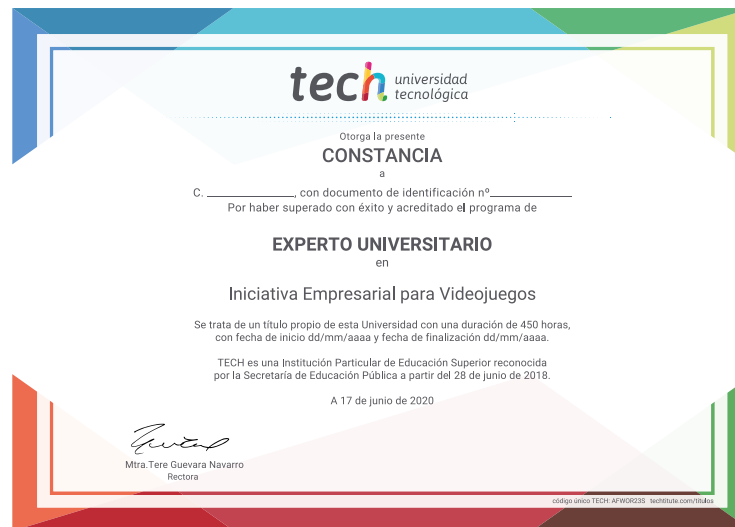 tech universidad
tecnológica
Otorga la presente
CONSTANCIA
a
C. ______________, con documento de identificación nº______________
Por haber superado con éxito y acreditado el programa de
EXPERTO UNIVERSITARIO
en
Iniciativa Empresarial para Videojuegos
Se trata de un título propio de esta Universidad con una duración de 450 horas,
con fecha de inicio dd/mm/aaaa y fecha de finalización dd/mm/aaaa.
TECH es una Institución Particular de Educación Superior reconocida
por la Secretaría de Educación Pública a partir del 28 de junio de 2018.
A 17 de junio de 2020
Mtra.Tere Guevara Navarro
Rectora
código único TECH: AFWOR23S techtitute.com/titulos